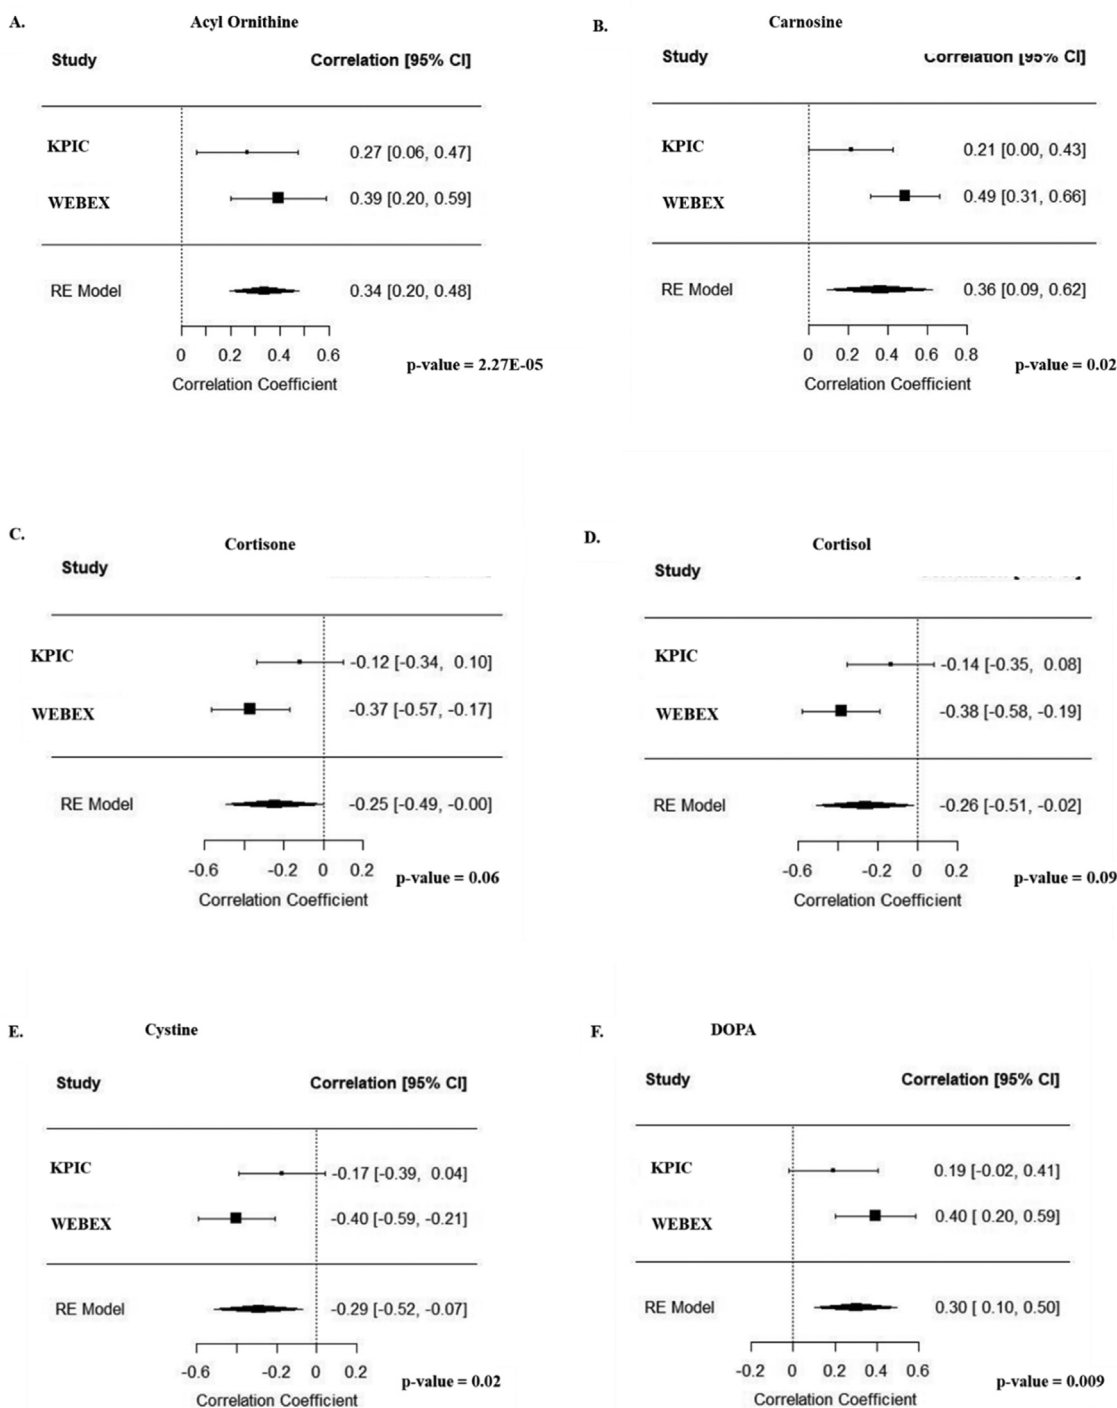 A. Acyl Ornithine
Study Correlation [95% CI]
KPIC 0.27 [0.06, 0.47]
WEBEX 0.39 [0.20, 0.59]
RE Model 0.34 [0.20, 0.48]
0 0.2 0.4 0.6
p-value = 2.27E-05
Correlation Coefficient
B. Carnosine
Study Correlation [95% CI]
KPIC 0.21 [0.00, 0.43]
WEBEX 0.49 [0.31, 0.66]
RE Model 0.36 [0.09, 0.62]
0 0.2 0.4 0.6 0.8
p-value = 0.02
Correlation Coefficient
C. Cortisone
Study
KPIC -0.12 [-0.34, 0.10]
WEBEX -0.37 [-0.57, -0.17]
RE Model -0.25 [-0.49, -0.00]
-0.6 -0.2 0 0.2
p-value = 0.06
Correlation Coefficient
D. Cortisol
Study
KPIC -0.14 [-0.35, 0.08]
WEBEX -0.38 [-0.58, -0.19]
RE Model -0.26 [-0.51, -0.02]
-0.6 -0.2 0 0.2
p-value = 0.09
Correlation Coefficient
E. Cystine
Study Correlation [95% CI]
KPIC -0.17 [-0.39, 0.04]
WEBEX -0.40 [-0.59, -0.21]
RE Model -0.29 [-0.52, -0.07]
-0.6 -0.2 0 0.2
p-value = 0.02
Correlation Coefficient
F. DOPA
Study Correlation [95% CI]
KPIC 0.19 [-0.02, 0.41]
WEBEX 0.40 [ 0.20, 0.59]
RE Model 0.30 [ 0.10, 0.50]
-0.2 0 0.2 0.4 0.6
p-value = 0.009
Correlation Coefficient